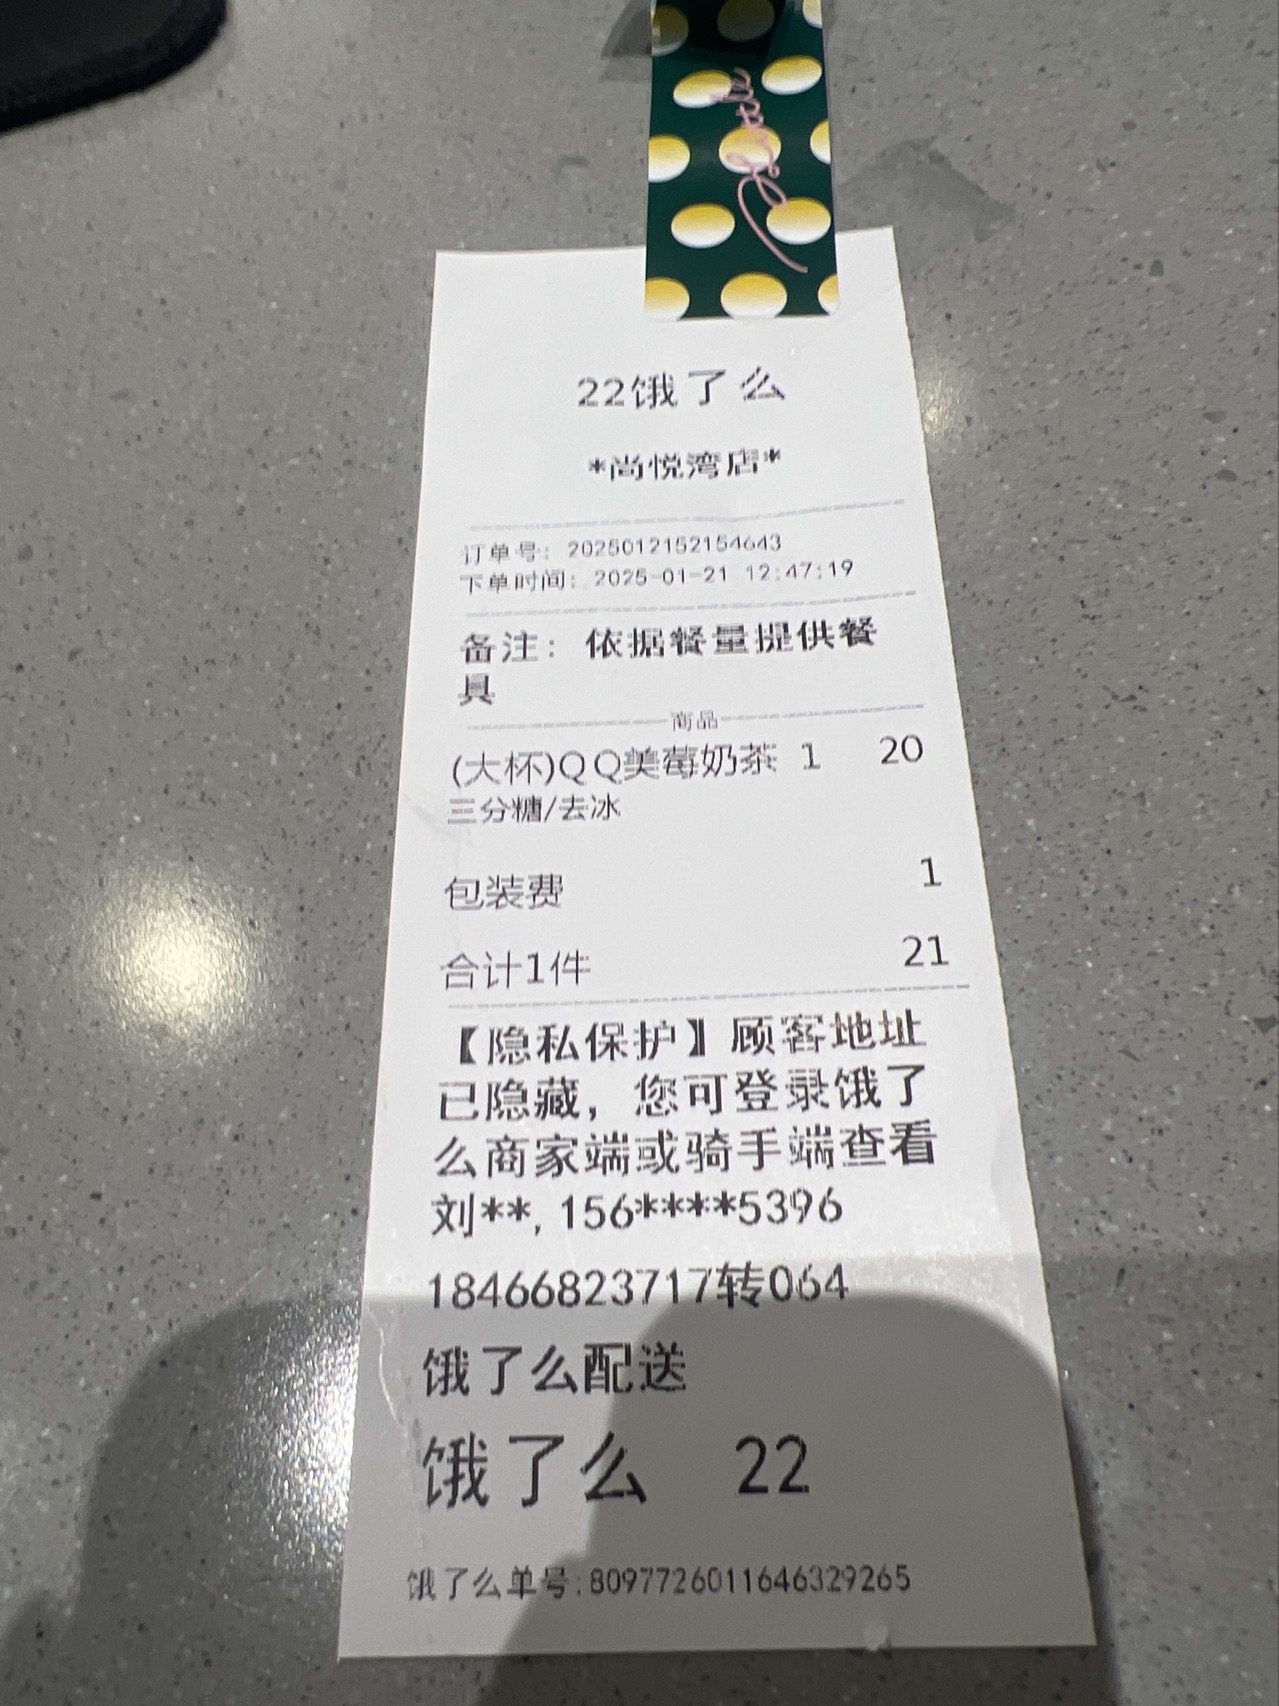 22饿了么
*尚悦湾店*
订单号: 2025012152154643
下单时间: 2025-01-21 12:47:19
备注: 依据餐量提供餐
具
商品
(大杯)QQ美莓奶茶 1 20
三分糖/去冰
包装费 1
合计1件 21
【隐私保护】顾客地址
已隐藏，您可登录饿了
么商家端或骑手端查看
刘**, 156****5396
18466823717转064
饿了么配送
饿了么 22
饿了么单号:8097726011646329265